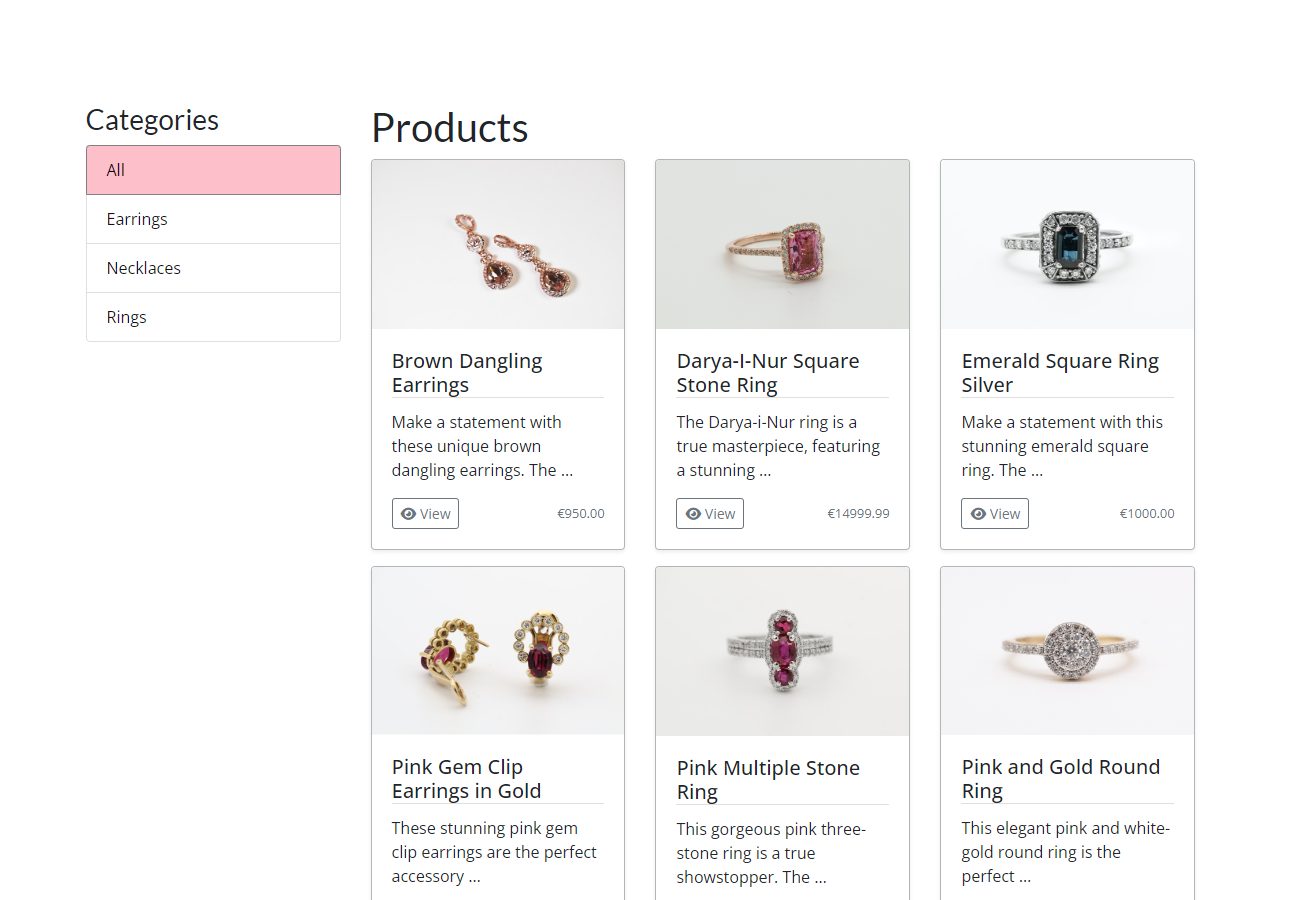 Categories
All
Earrings
Necklaces
Rings
Products
Brown Dangling
Earrings
Make a statement with
these unique brown
dangling earrings. The ...
View
€950.00
Darya-I-Nur Square
Stone Ring
The Darya-i-Nur ring is a
true masterpiece, featuring
a stunning ...
View
€14999.99
Emerald Square Ring
Silver
Make a statement with this
stunning emerald square
ring. The ...
View
€1000.00
Pink Gem Clip
Earrings in Gold
These stunning pink gem
clip earrings are the perfect
accessory ...
Pink Multiple Stone
Ring
This gorgeous pink three-
stone ring is a true
showstopper. The ...
Pink and Gold Round
Ring
This elegant pink and white-
gold round ring is the
perfect ...